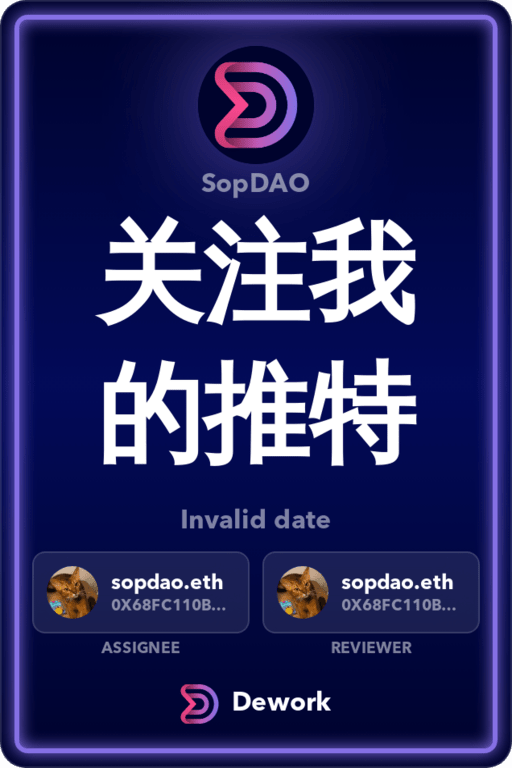 SopDAO
关注我
的推特
Invalid date
sopdao.eth
0X68FC110B...
ASSIGNEE
sopdao.eth
0X68FC110B...
REVIEWER
Dework